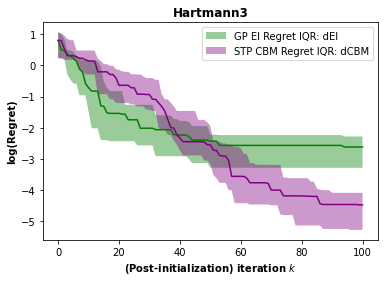 Hartmann3
GP EI Regret IQR: dEI
STP CBM Regret IQR: dCBM
log(Regret)
1
0
−1
−2
−3
−4
−5
0 20 40 60 80 100
(Post-initialization) iteration k